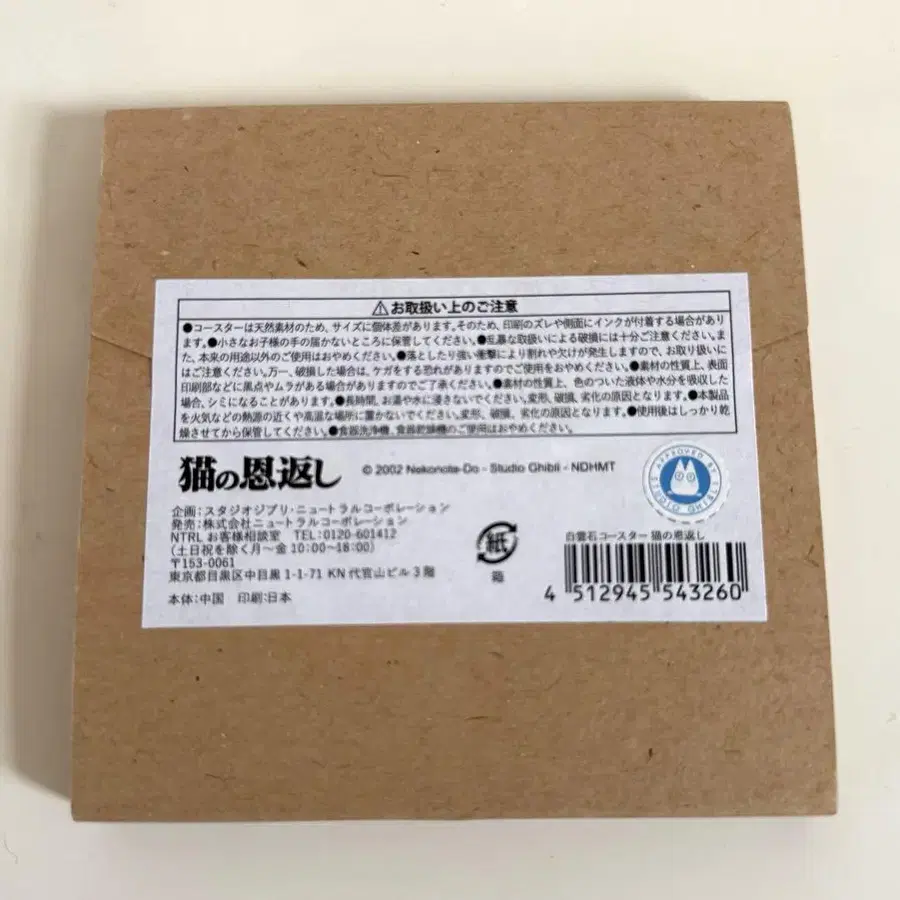 ⚠お取扱い上のご注意
●コースターは天然素材のため、サイズに個体差があります。そのため、印刷のズレや側面にインクが付着する場合があり
ます。●小さなお子様の手の届かないところに保管してください。●乱暴な取扱いによる破損には十分ご注意ください。ま
た、本来の用途以外のご使用はおやめください。●落としたり強い衝撃により割れや欠けが発生しますので、お取り扱いに
はご注意ください。万一、破損した場合は、ケガをする恐れがありますのでご使用をおやめください。●素材の性質上、表面
印刷部などに黒点やムラがある場合がありますのでご了承ください。●素材の性質上、色のついた液体や水分を吸収した
場合、シミになることがあります。●長時間、お湯や水に浸さないでください。変形、破損、劣化の原因となります。●本製品
を火気などの熱源の近くや高温な場所に置かないでください。変形、破損、劣化の原因となります。●使用後はしっかり乾
燥させてから保管してください。●食器洗浄機、食器乾燥機のご使用はおやめください。
猫の恩返し
© 2002 Nekonote-Do - Studio Ghibli - NDHMT
APPROVED BY STUDIO GHIBLI
企画:スタジオジブリ・ニュートラルコーポレーション
発売:株式会社ニュートラルコーポレーション
NTRL お客様相談室 TEL:0120-601412
(土日祝を除く月〜金 10:00〜18:00)
〒153-0061
東京都目黒区中目黒 1-1-71 KN 代官山ビル 3 階
本体:中国 印刷:日本
紙
箱
白雲石コースター 猫の恩返し
4 512945 543260